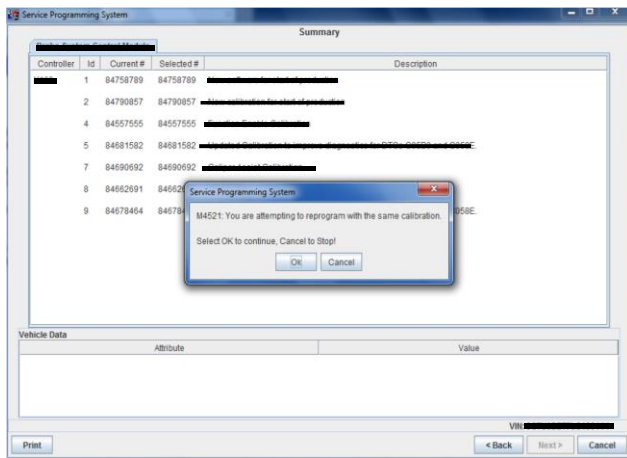 Service Programming System
Summary
Controller Id Current # Selected # Description
1 84758789 84758789
2 84790857 84790857
4 84557555 84557555
5 84681582 84681582
7 84690692 84690692
8 84662691
9 84678464 058E.
Service Programming System
M4521: You are attempting to reprogram with the same calibration.
Select OK to continue, Cancel to Stop!
Ok Cancel
Vehicle Data
Attribute Value
VIN:
Print < Back Next > Cancel